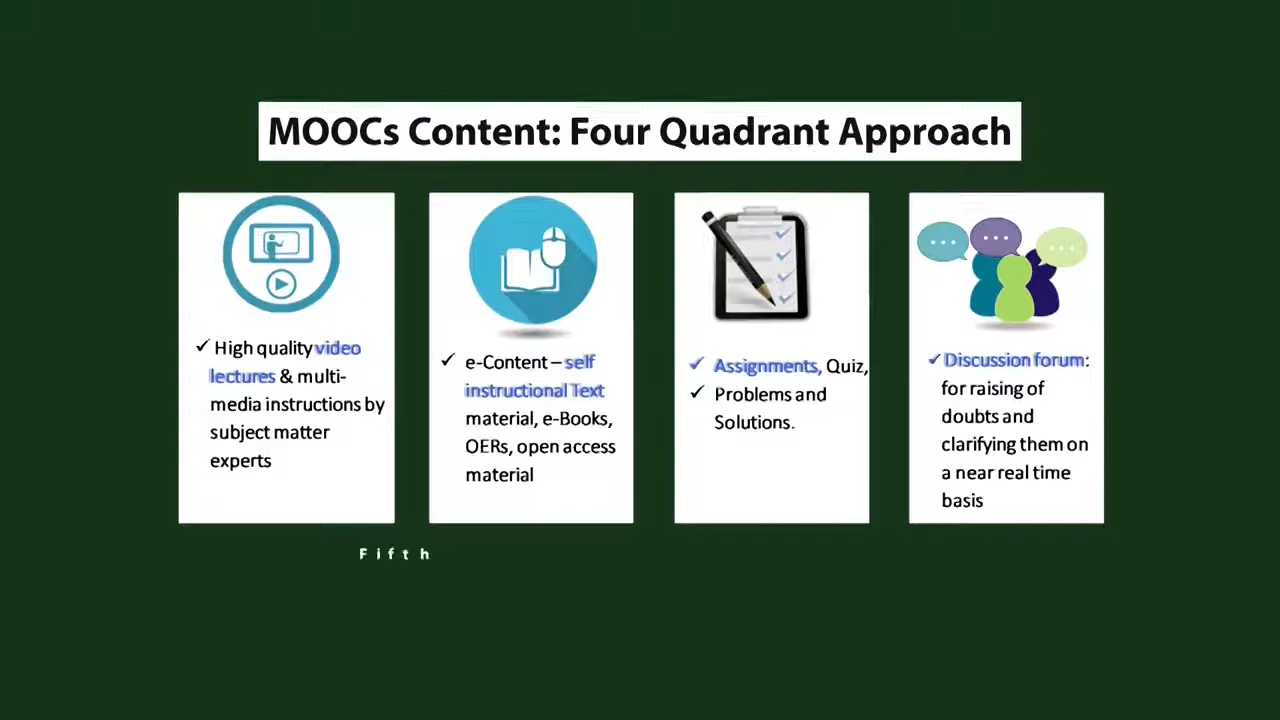 MOOCs Content: Four Quadrant Approach
✓ High quality video
lectures & multi-
media instructions by
subject matter
experts
✓ e-Content – self
instructional Text
material, e-Books,
OERs, open access
material
✓ Assignments, Quiz,
✓ Problems and
Solutions.
✓ Discussion forum:
for raising of
doubts and
clarifying them on
a near real time
basis
Fifth